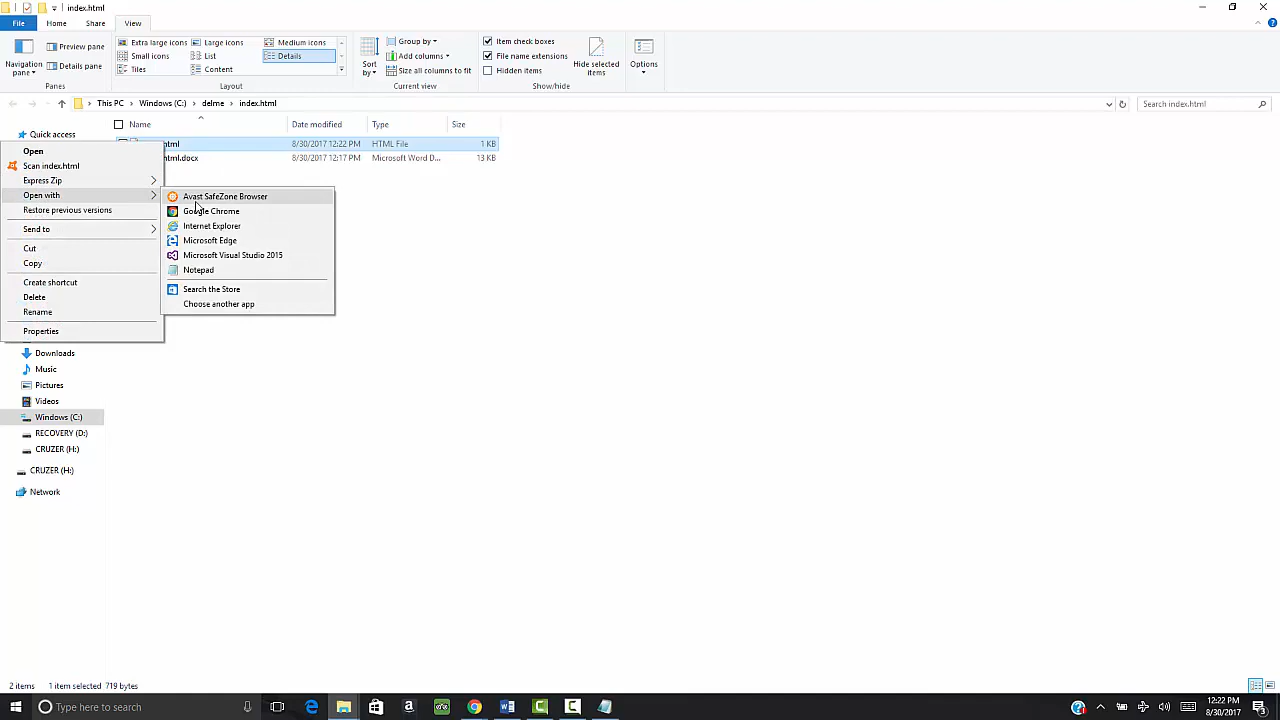 index.html
File Home Share View
Navigation pane
Preview pane
Details pane
Panes
Extra large icons Large icons Medium icons
Small icons List Details
Tiles Content
Layout
Sort by
Group by
Add columns
Size all columns to fit
Current view
Item check boxes
File name extensions
Hidden items
Hide selected items
Show/hide
Options
This PC Windows (C:) delme index.html
Search index.html
Name Date modified Type Size
html 8/30/2017 12:22 PM HTML File 1 KB
html.docx 8/30/2017 12:17 PM Microsoft Word D... 13 KB
Quick access
Open
Scan index.html
Express Zip
Open with
Restore previous versions
Send to
Cut
Copy
Create shortcut
Delete
Rename
Properties
Avast SafeZone Browser
Google Chrome
Internet Explorer
Microsoft Edge
Microsoft Visual Studio 2015
Notepad
Search the Store
Choose another app
Downloads
Music
Pictures
Videos
Windows (C:)
RECOVERY (D:)
CRUZER (H:)
CRUZER (H:)
Network
2 items 1 item selected 719 bytes
Type here to search
12:22 PM
8/30/2017